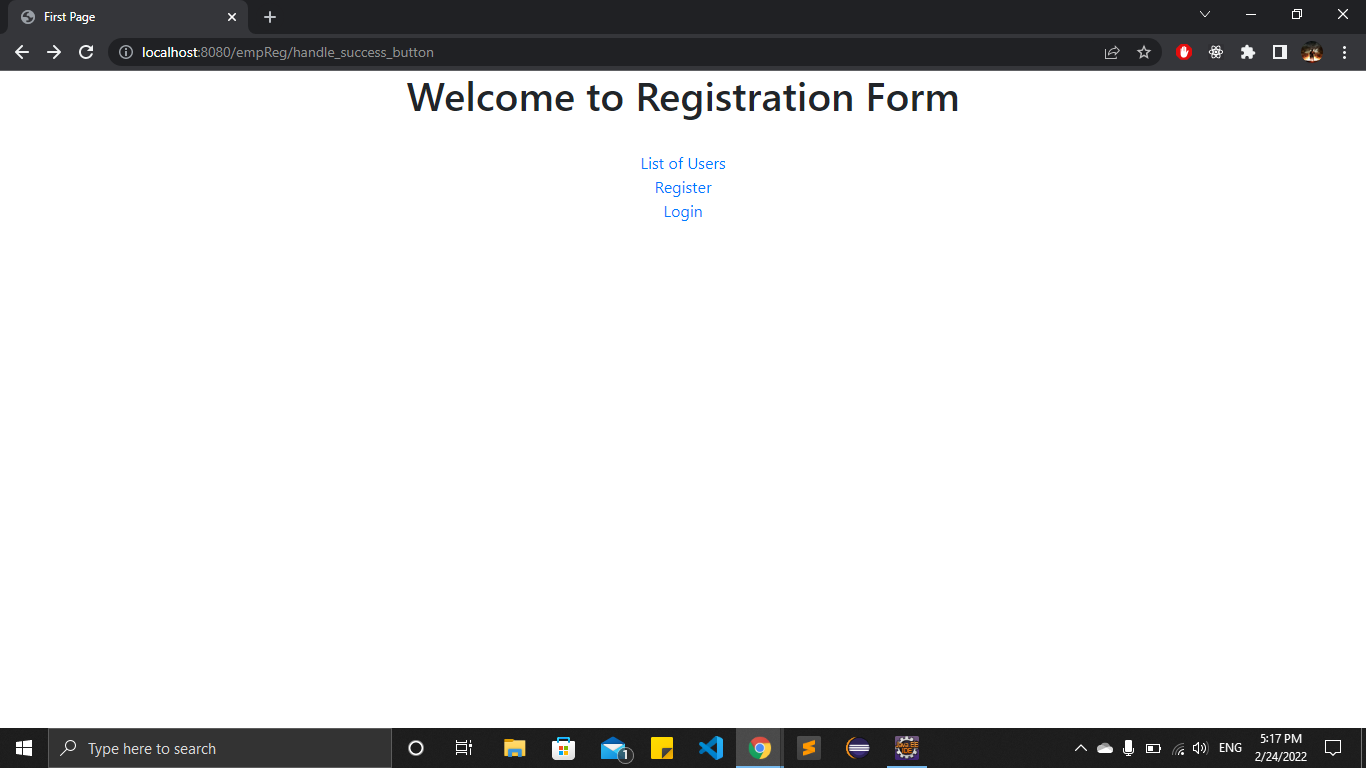 First Page
localhost:8080/empReg/handle_success_button
Welcome to Registration Form
List of Users
Register
Login
Type here to search
1
ENG
5:17 PM
2/24/2022